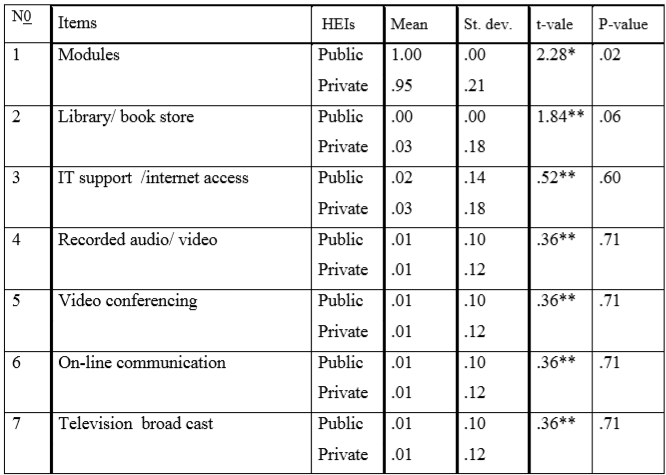 N0 Items HEIs Mean St. dev. t-vale P-value
1 Modules Public 1.00 .00 2.28* .02
Private .95 .21
2 Library/ book store Public .00 .00 1.84** .06
Private .03 .18
3 IT support /internet access Public .02 .14 .52** .60
Private .03 .18
4 Recorded audio/ video Public .01 .10 .36** .71
Private .01 .12
5 Video conferencing Public .01 .10 .36** .71
Private .01 .12
6 On-line communication Public .01 .10 .36** .71
Private .01 .12
7 Television broad cast Public .01 .10 .36** .71
Private .01 .12